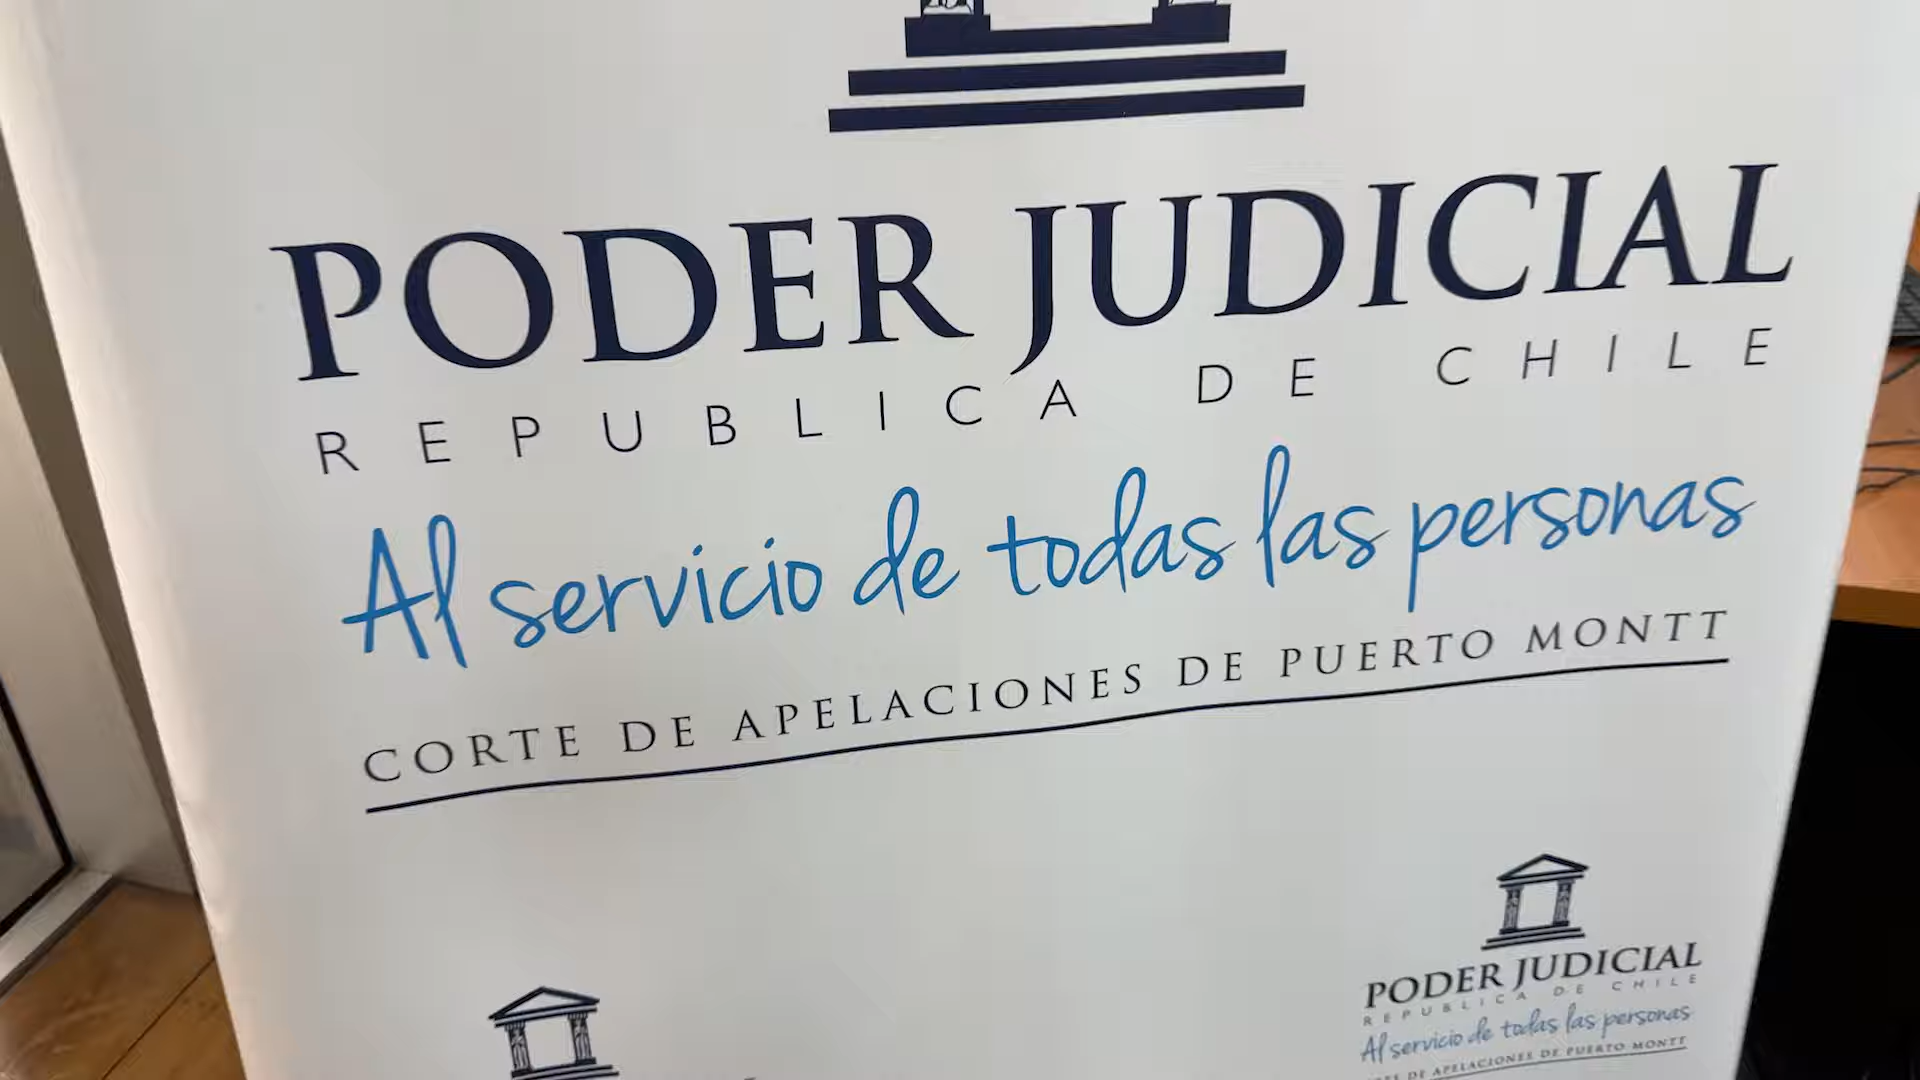 PODER JUDICIAL
REPUBLICA DE CHILE
Al servicio de todas las personas
CORTE DE APELACIONES DE PUERTO MONTT
PODER JUDICIAL
REPUBLICA DE CHILE
Al servicio de todas las personas
DE APELACIONES DE PUERTO MONTT